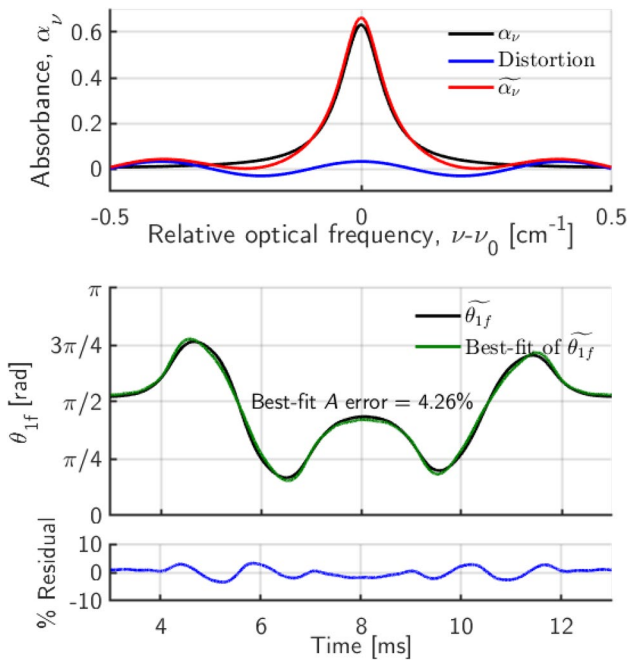 Absorbance, α_ν
0.6
0.4
0.2
0
α_ν
Distortion
α̃_ν
-0.5
0
0.5
Relative optical frequency, ν-ν_0 [cm^-1]
θ_1f [rad]
π
3π/4
π/2
π/4
0
θ̃_1f
Best-fit of θ̃_1f
Best-fit A error = 4.26%
% Residual
10
0
-10
4
6
8
10
12
Time [ms]